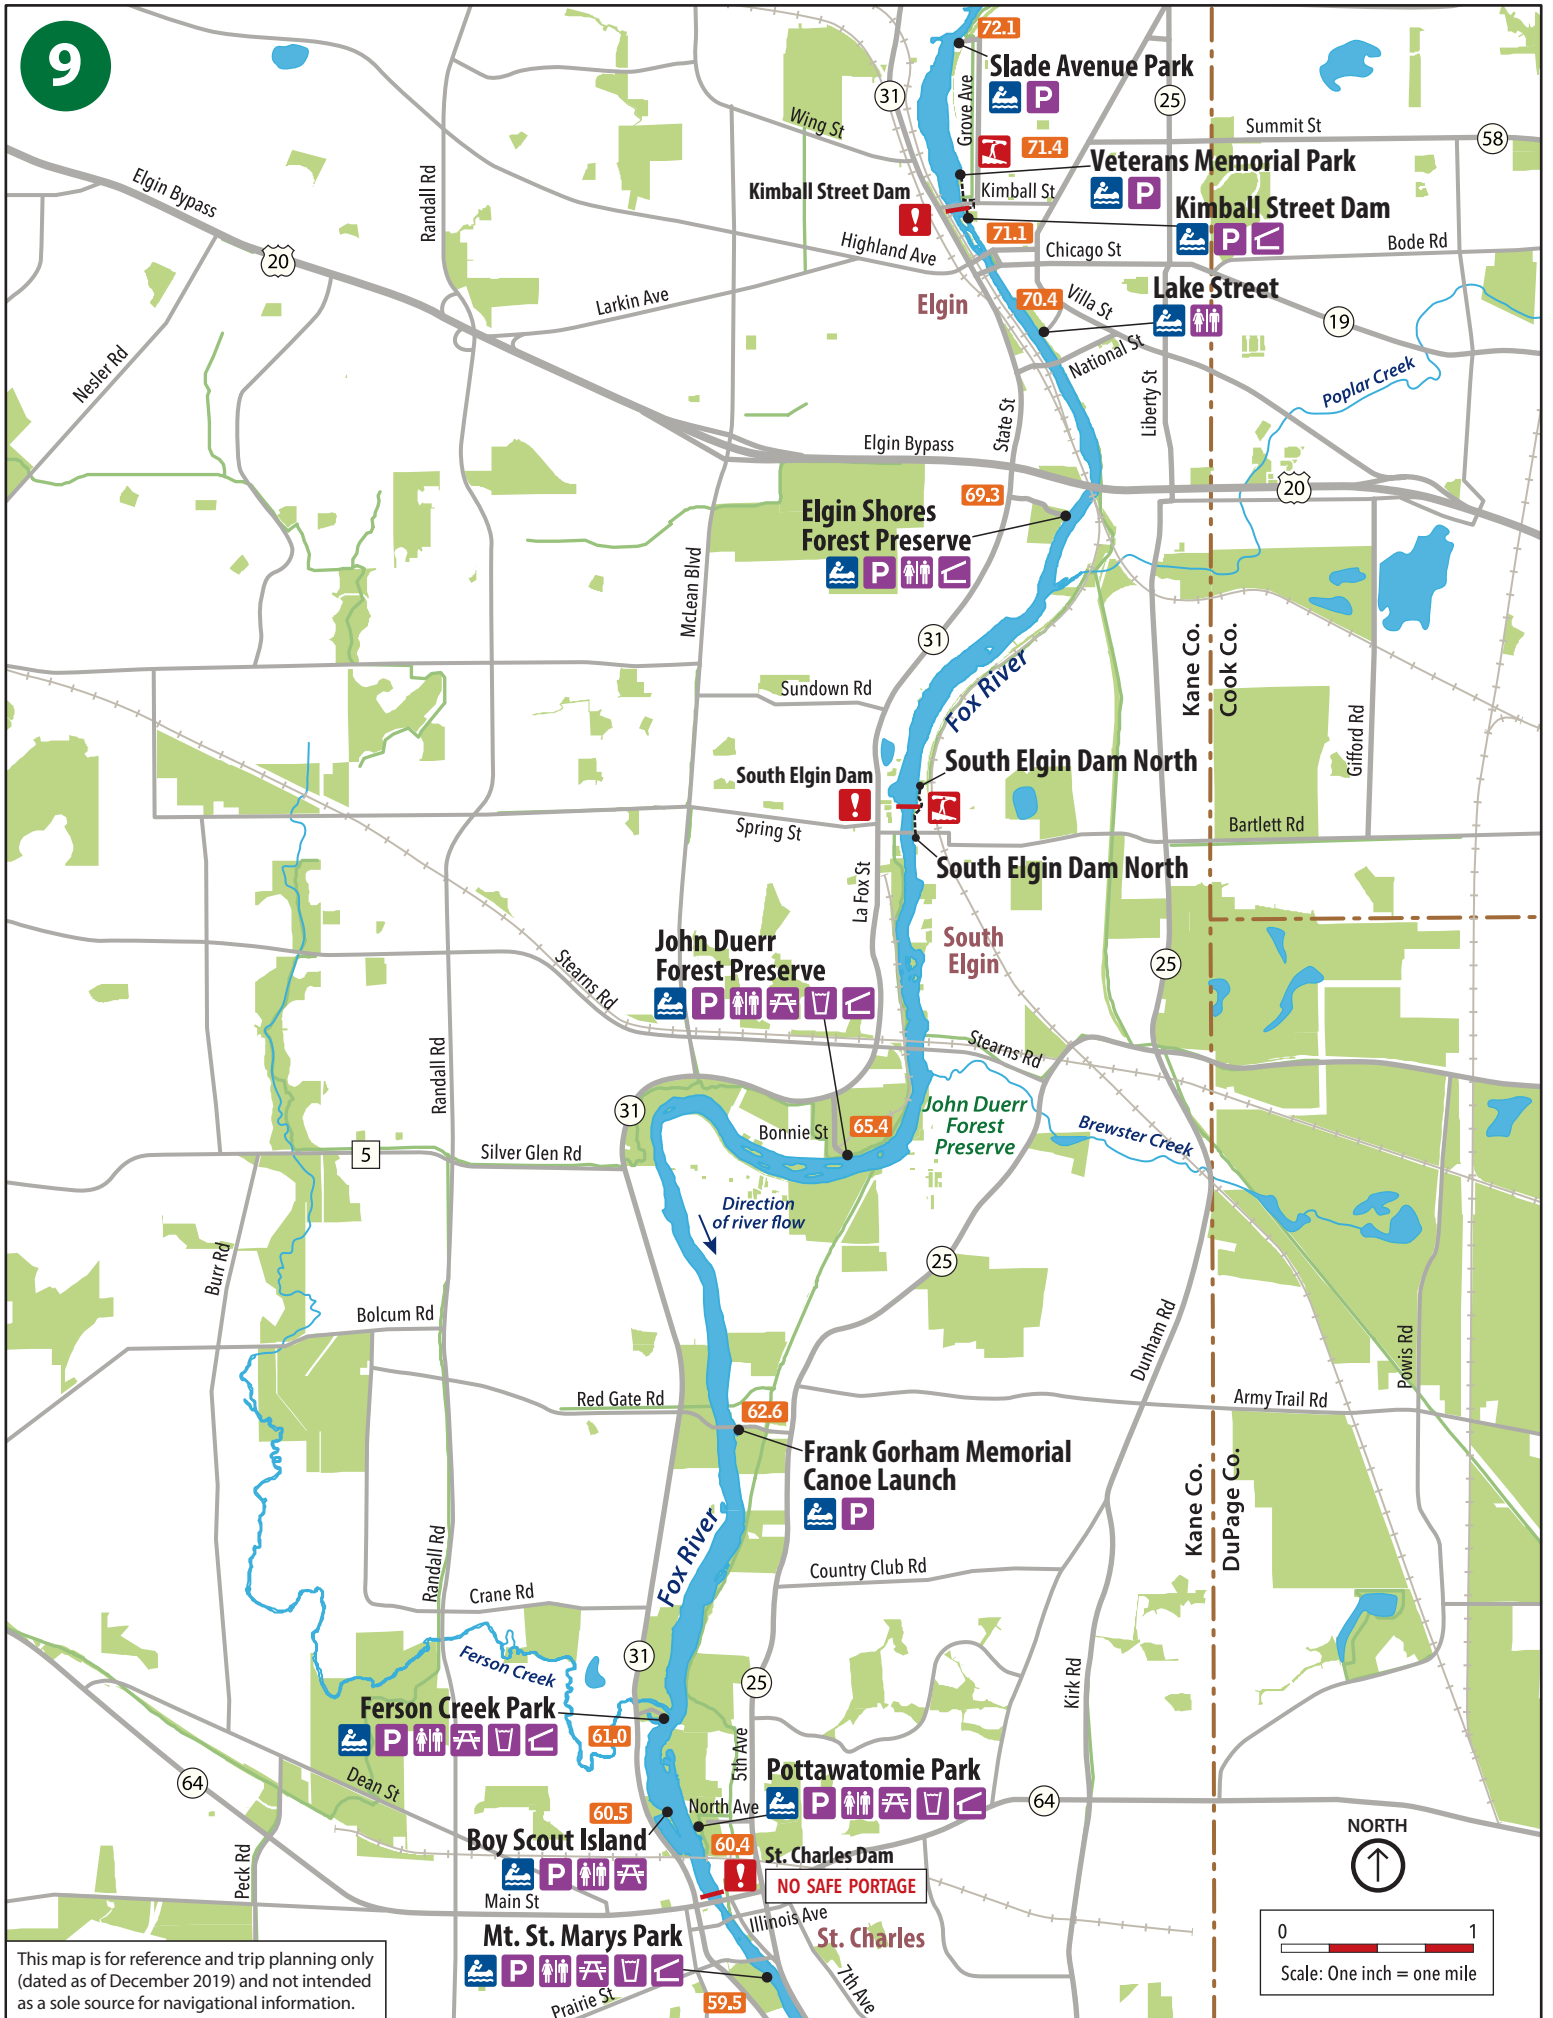 9
72.1
Slade Avenue Park
P
Grove Ave
31
25
Wing St
Summit St
58
71.4
Veterans Memorial Park
P
Kimball St
Kimball Street Dam
!
Kimball Street Dam
P
71.1
Elgin Bypass
20
Randall Rd
Highland Ave
Chicago St
Bode Rd
Larkin Ave
Elgin
70.4
Villa St
Lake Street
19
National St
Poplar Creek
Nesler Rd
State St
Liberty St
Elgin Bypass
20
69.3
Elgin Shores
Forest Preserve
P
McLean Blvd
31
Kane Co.
Cook Co.
Fox River
Sundown Rd
Gifford Rd
South Elgin Dam North
South Elgin Dam
!
Spring St
Bartlett Rd
South Elgin Dam North
La Fox St
South
Elgin
25
John Duerr
Forest Preserve
P
Stearns Rd
Stearns Rd
Randall Rd
31
John Duerr
Forest
Preserve
65.4
Bonnie St
Brewster Creek
5
Silver Glen Rd
Direction
of river flow
Burr Rd
25
Bolcum Rd
Dunham Rd
Powis Rd
Red Gate Rd
62.6
Army Trail Rd
Frank Gorham Memorial
Canoe Launch
P
Kane Co.
DuPage Co.
Fox River
Randall Rd
Country Club Rd
Crane Rd
Ferson Creek
31
25
Kirk Rd
Ferson Creek Park
P
61.0
5th Ave
64
Dean St
Pottawatomie Park
P
64
60.5
North Ave
Boy Scout Island
P
60.4
!
St. Charles Dam
NO SAFE PORTAGE
Peck Rd
Main St
Illinois Ave
St. Charles
Mt. St. Marys Park
P
7th Ave
Prairie St
59.5
NORTH
0 1
Scale: One inch = one mile
This map is for reference and trip planning only
(dated as of December 2019) and not intended
as a sole source for navigational information.